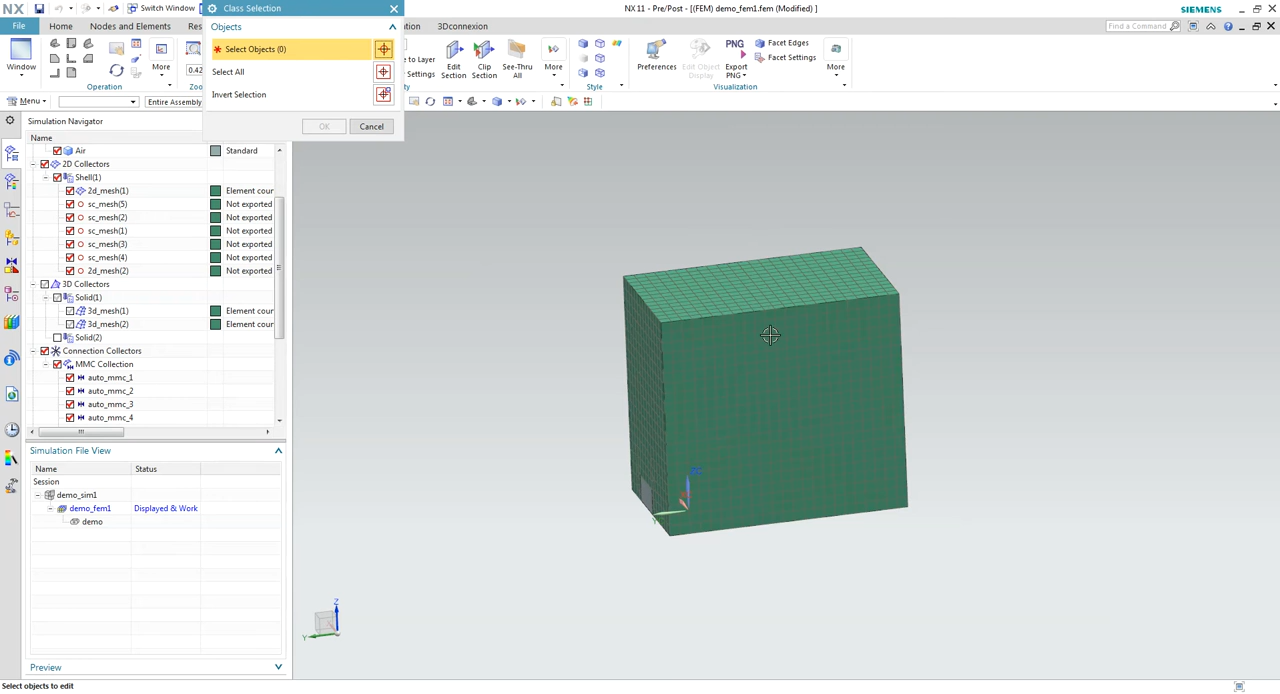 NX
Switch Window
Class Selection
NX 11 - Pre/Post - [(FEM) demo_fem1.fem (Modified) ]
SIEMENS
File
Home
Nodes and Elements
Objects
3Dconnexion
Find a Command
Select Objects (0)
Select All
Invert Selection
OK
Cancel
Window
More
0.42
Operation
Edit Section
Clip Section
See-Thru All
More
Style
Preferences
Edit Object Display
PNG
Export PNG
Face Edges
Face Settings
More
Visualization
to Layer
Settings
Menu
Entire Assembly
Simulation Navigator
Name
Air Standard
2D Collectors
Shell(1)
2d_mesh(1) Element cour
sc_mesh(5) Not exported
sc_mesh(2) Not exported
sc_mesh(1) Not exported
sc_mesh(3) Not exported
sc_mesh(4) Not exported
2d_mesh(2) Not exported
3D Collectors
Solid(1)
3d_mesh(1) Element cour
3d_mesh(2) Element cour
Solid(2)
Connection Collectors
MMC Collection
auto_mmc_1
auto_mmc_2
auto_mmc_3
auto_mmc_4
Simulation File View
Name Status
Session
demo_sim1
demo_fem1 Displayed & Work
demo
Preview
Z
Y
Select objects to edit